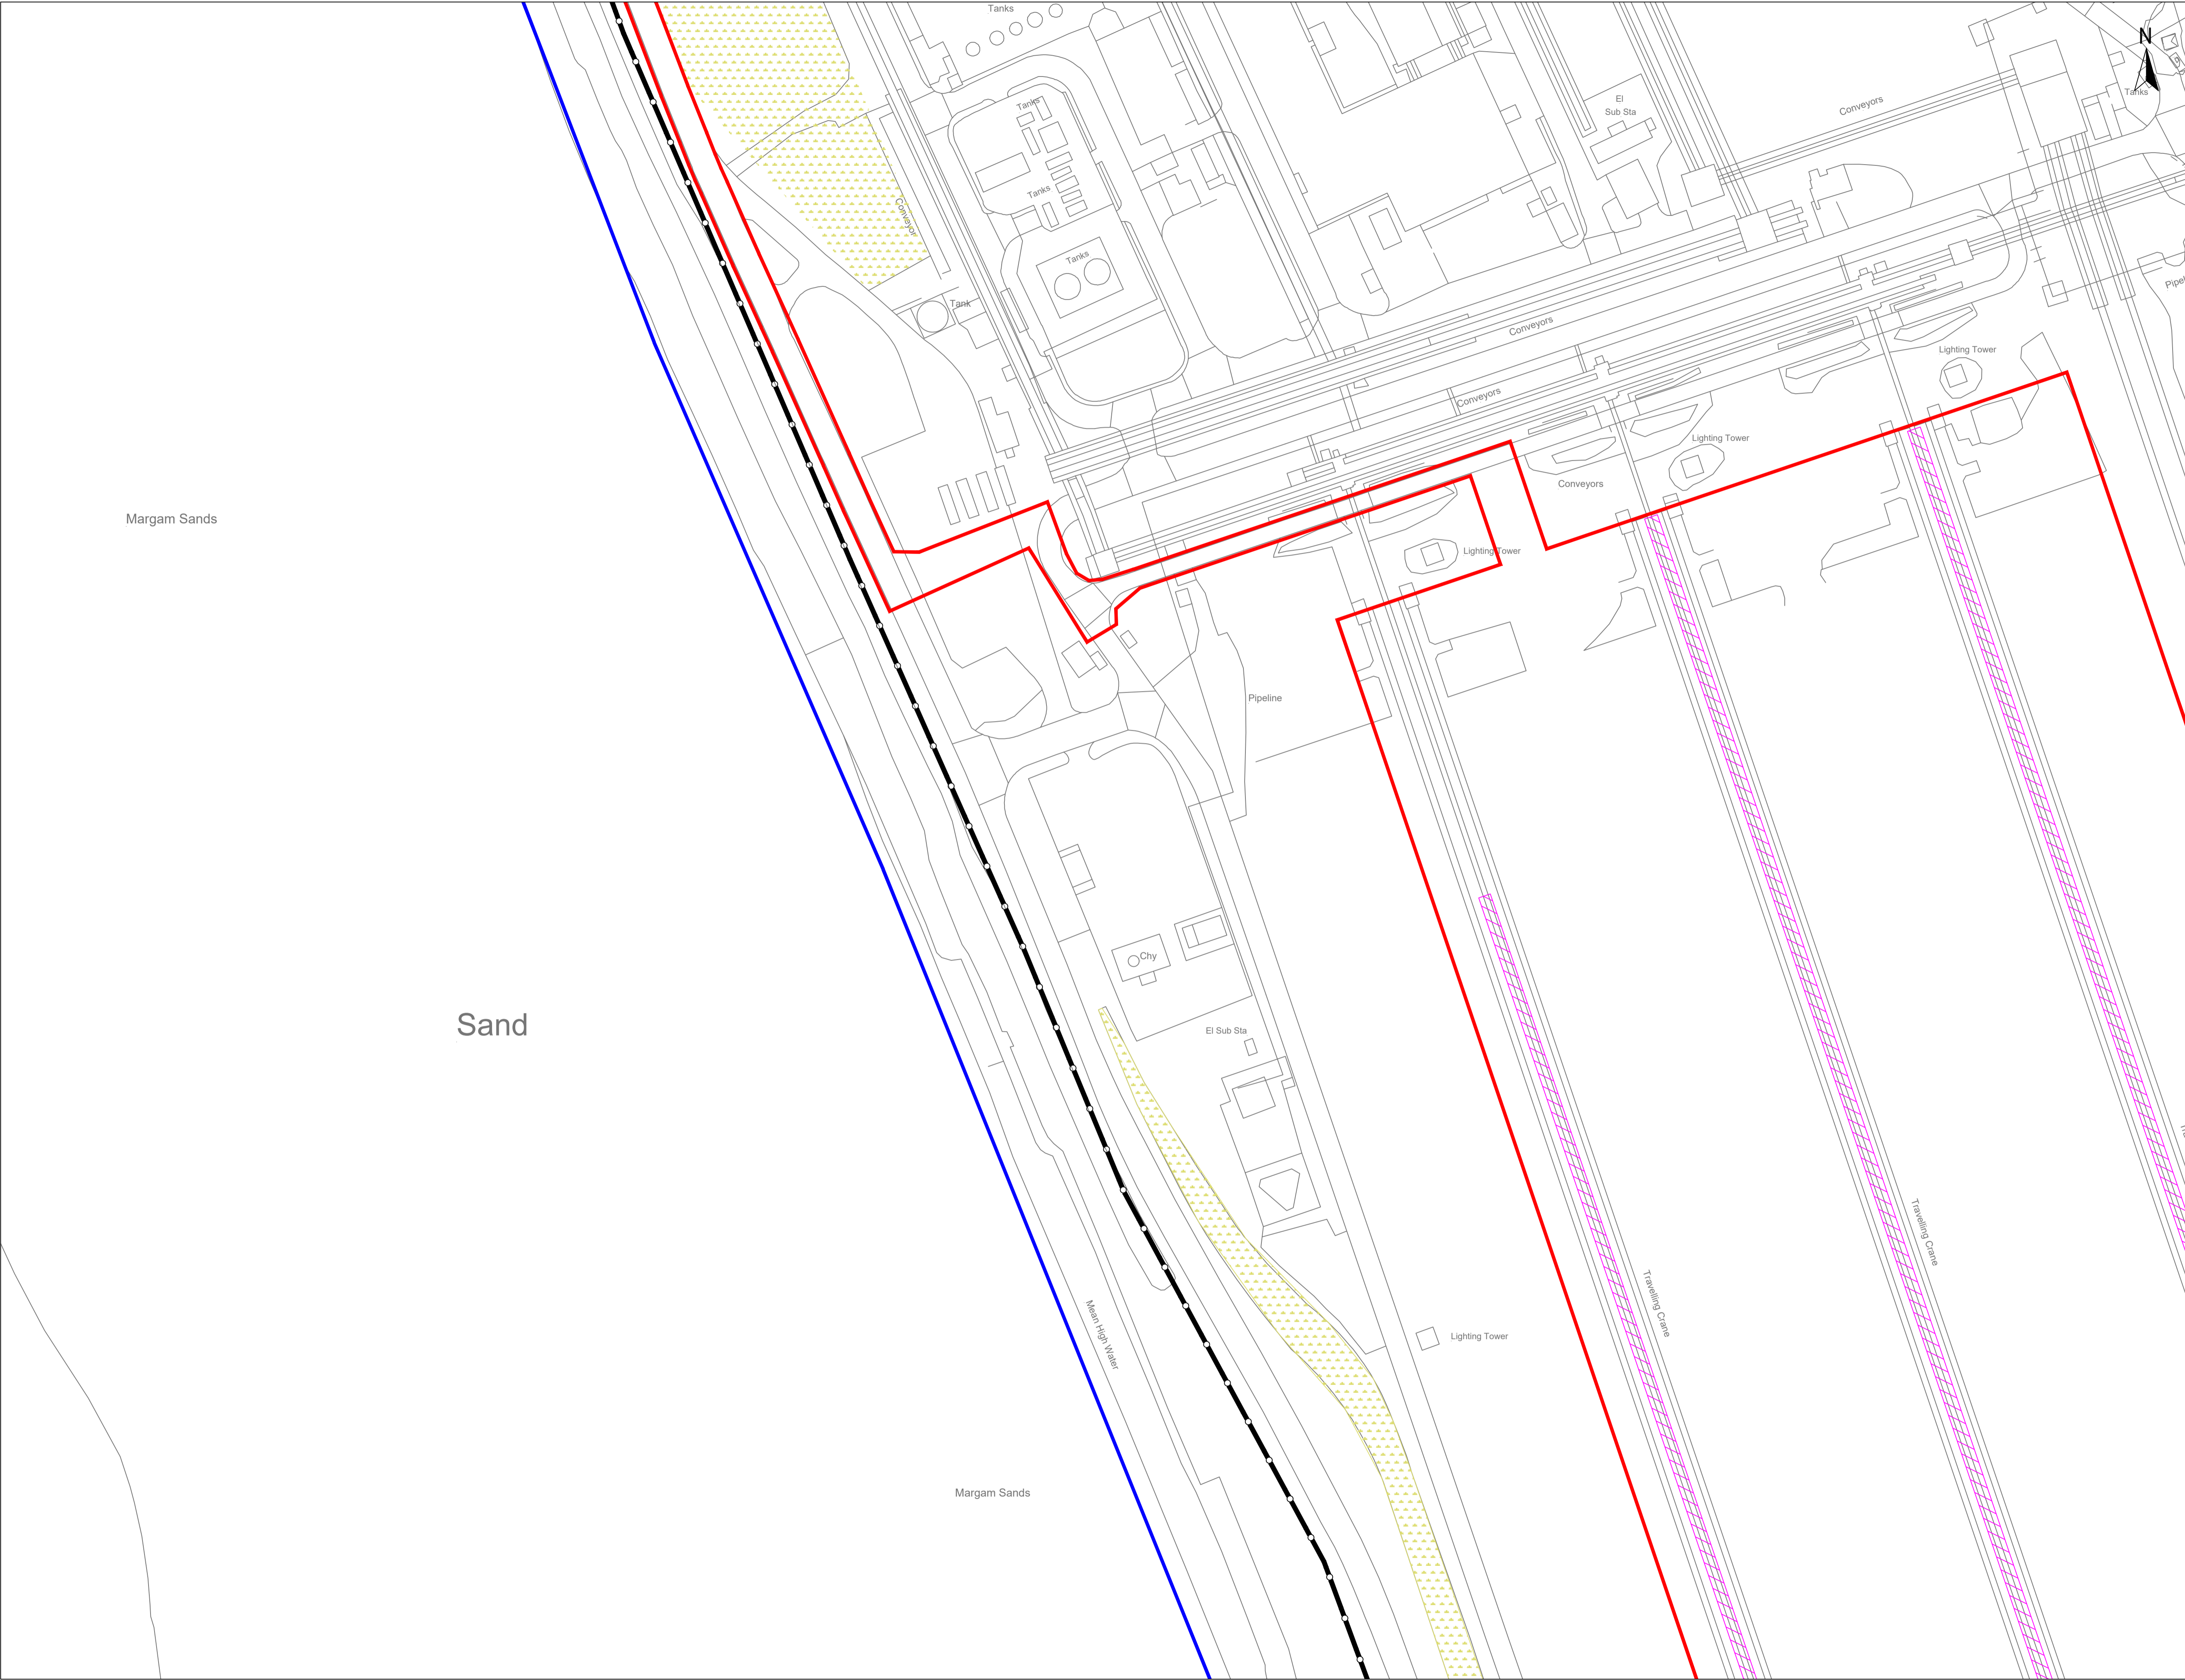 Tanks
N
Tanks
Tanks
El
Sub Sta
Conveyors
Tanks
Conveyor
Tanks
Tank
Conveyors
Lighting Tower
Conveyors
Lighting Tower
Conveyors
Margam Sands
Lighting Tower
Pipeline
Chy
Sand
El Sub Sta
Travelling Crane
Travelling Crane
Mean High Water
Lighting Tower
Margam Sands